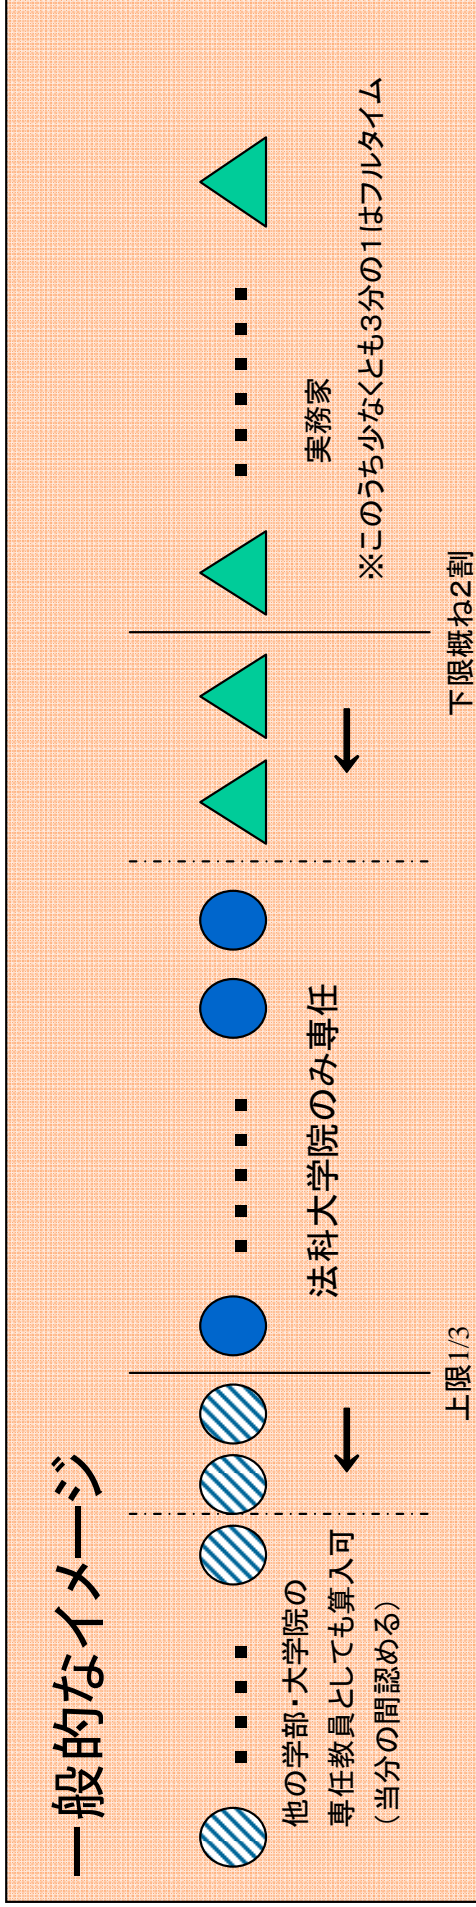 一般的なイメージ
他の学部・大学院の
専任教員としても算入可
（当分の間認める）
上限1/3
法科大学院のみ専任
下限概ね2割
実務家
※このうち少なくとも3分の1はフルタイム